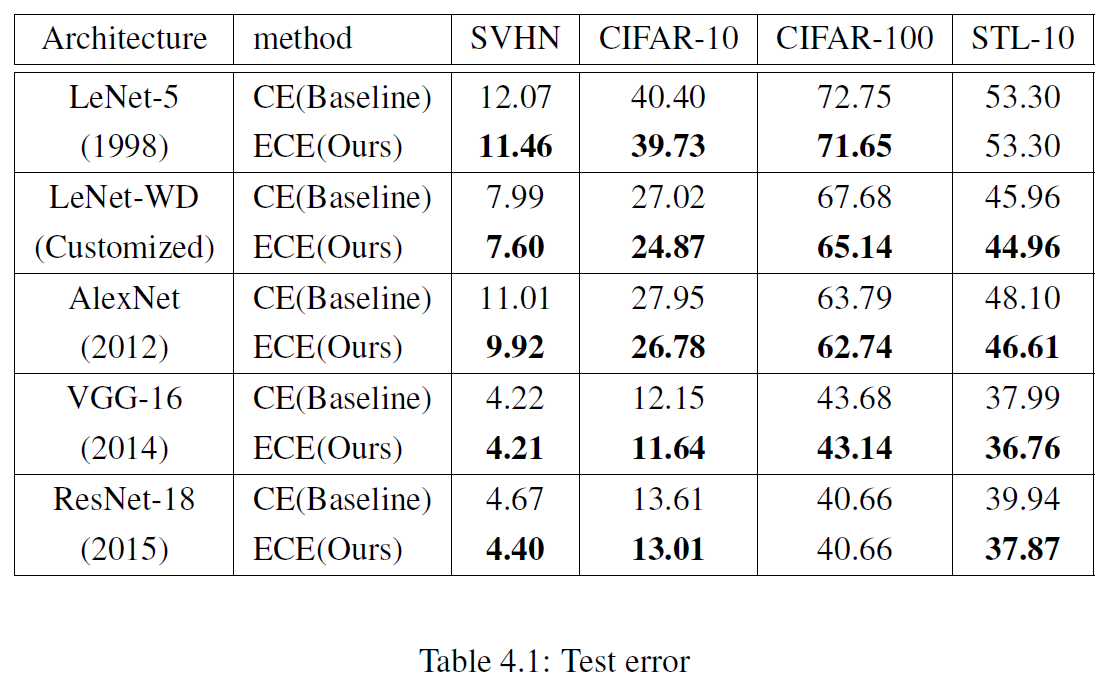 Architecture method SVHN CIFAR-10 CIFAR-100 STL-10
LeNet-5 CE(Baseline) 12.07 40.40 72.75 53.30
(1998) ECE(Ours) 11.46 39.73 71.65 53.30
LeNet-WD CE(Baseline) 7.99 27.02 67.68 45.96
(Customized) ECE(Ours) 7.60 24.87 65.14 44.96
AlexNet CE(Baseline) 11.01 27.95 63.79 48.10
(2012) ECE(Ours) 9.92 26.78 62.74 46.61
VGG-16 CE(Baseline) 4.22 12.15 43.68 37.99
(2014) ECE(Ours) 4.21 11.64 43.14 36.76
ResNet-18 CE(Baseline) 4.67 13.61 40.66 39.94
(2015) ECE(Ours) 4.40 13.01 40.66 37.87
Table 4.1: Test error